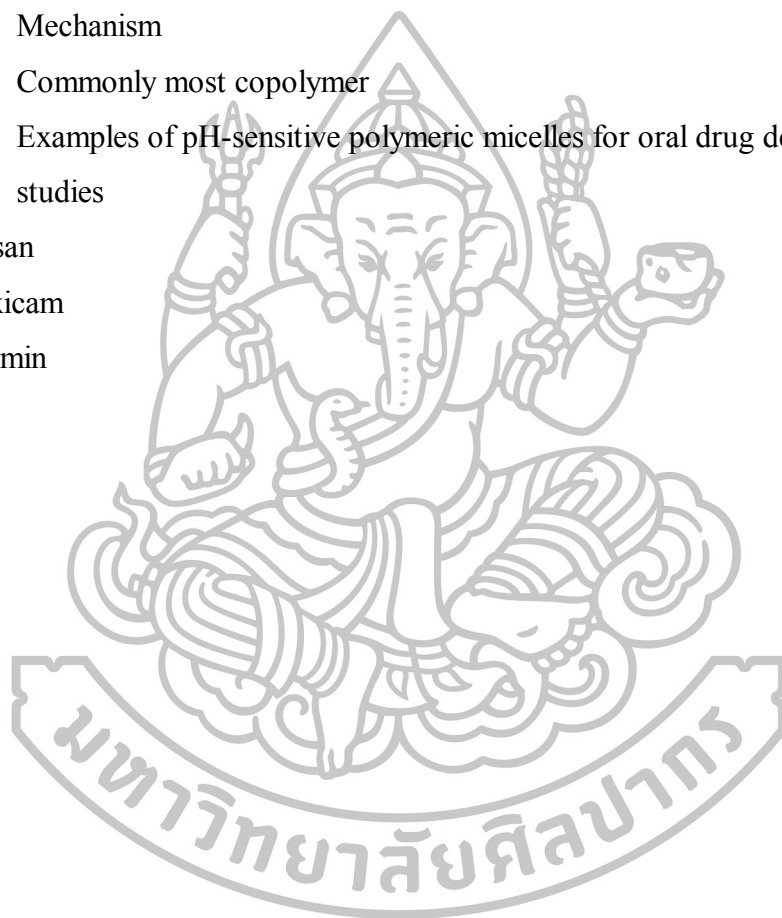 Mechanism
Commonly most copolymer
Examples of pH-sensitive polymeric micelles for oral drug de
studies
san
xicam
min
มหาวิทยาลัยศิลปากร